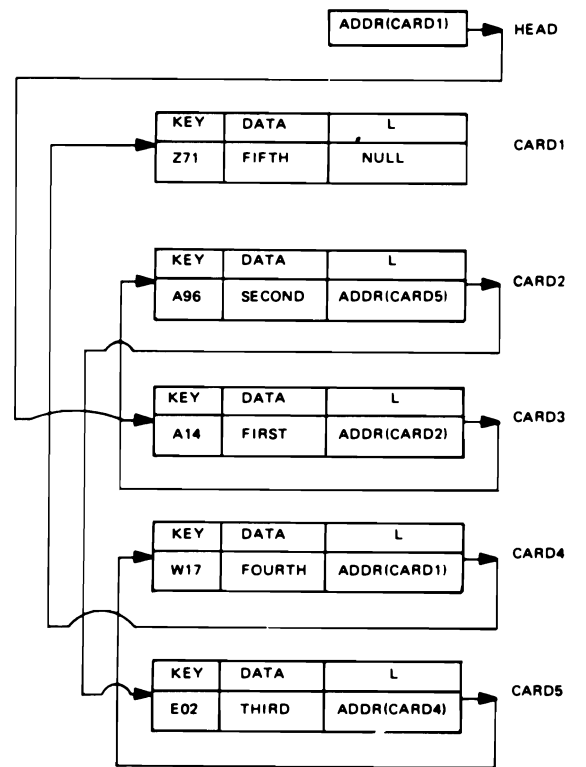 ADDR(CARD1) HEAD
KEY DATA L
Z71 FIFTH NULL
CARD1
KEY DATA L
A96 SECOND ADDR(CARD5)
CARD2
KEY DATA L
A14 FIRST ADDR(CARD2)
CARD3
KEY DATA L
W17 FOURTH ADDR(CARD1)
CARD4
KEY DATA L
E02 THIRD ADDR(CARD4)
CARD5